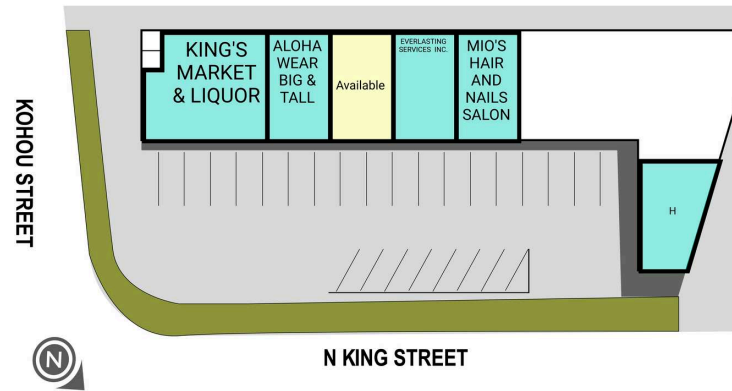 KING'S
MARKET
& LIQUOR
ALOHA
WEAR
BIG &
TALL
Available
EVERLASTING
SERVICES INC.
MIO'S
HAIR
AND
NAILS
SALON
H
KOHOU STREET
N KING STREET
N